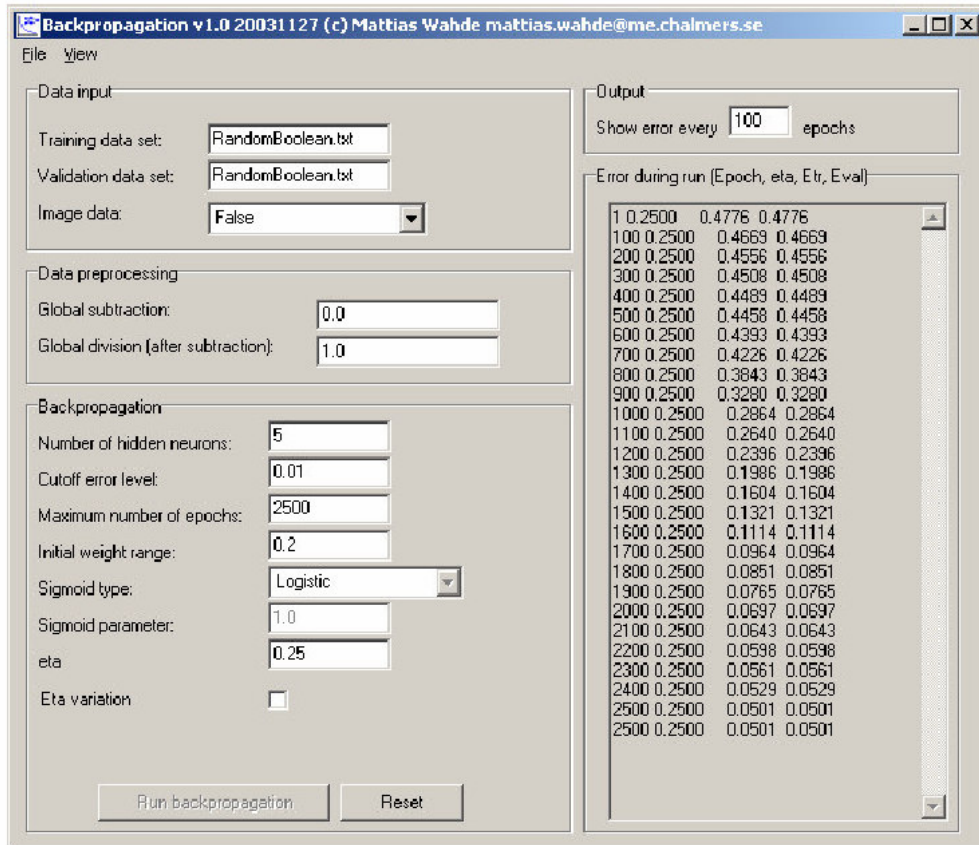 Backpropagation v1.0 20031127 (c) Mattias Wahde mattias.wahde@me.chalmers.se
File View
Data input
Training data set: RandomBoolean.txt
Validation data set: RandomBoolean.txt
Image data: False
Data preprocessing
Global subtraction: 0.0
Global division (after subtraction): 1.0
Backpropagation
Number of hidden neurons: 5
Cutoff error level: 0.01
Maximum number of epochs: 2500
Initial weight range: 0.2
Sigmoid type: Logistic
Sigmoid parameter: 1.0
eta 0.25
Eta variation
Run backpropagation Reset
Output
Show error every 100 epochs
Error during run (Epoch, eta, Etr, Eval)
1 0.2500 0.4776 0.4776
100 0.2500 0.4669 0.4669
200 0.2500 0.4556 0.4556
300 0.2500 0.4508 0.4508
400 0.2500 0.4489 0.4489
500 0.2500 0.4458 0.4458
600 0.2500 0.4393 0.4393
700 0.2500 0.4226 0.4226
800 0.2500 0.3843 0.3843
900 0.2500 0.3280 0.3280
1000 0.2500 0.2864 0.2864
1100 0.2500 0.2640 0.2640
1200 0.2500 0.2396 0.2396
1300 0.2500 0.1986 0.1986
1400 0.2500 0.1604 0.1604
1500 0.2500 0.1321 0.1321
1600 0.2500 0.1114 0.1114
1700 0.2500 0.0964 0.0964
1800 0.2500 0.0851 0.0851
1900 0.2500 0.0765 0.0765
2000 0.2500 0.0697 0.0697
2100 0.2500 0.0643 0.0643
2200 0.2500 0.0598 0.0598
2300 0.2500 0.0561 0.0561
2400 0.2500 0.0529 0.0529
2500 0.2500 0.0501 0.0501
2500 0.2500 0.0501 0.0501